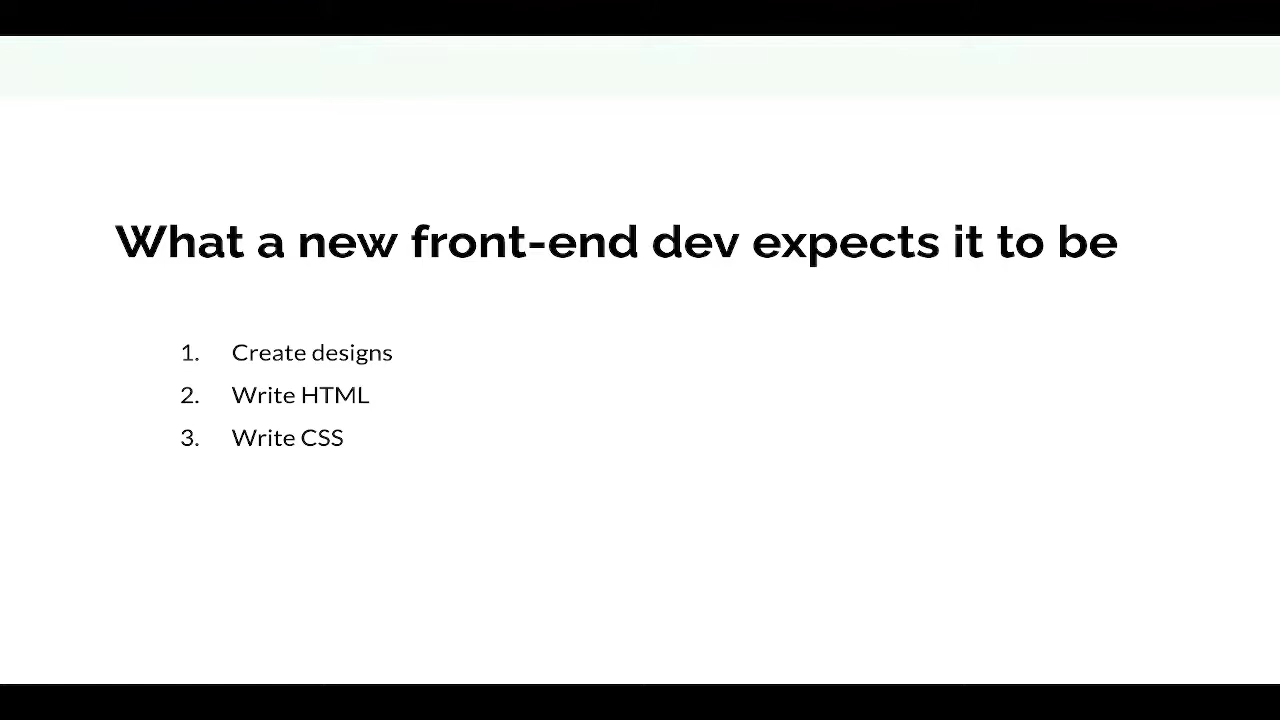 What a new front-end dev expects it to be
1. Create designs
2. Write HTML
3. Write CSS